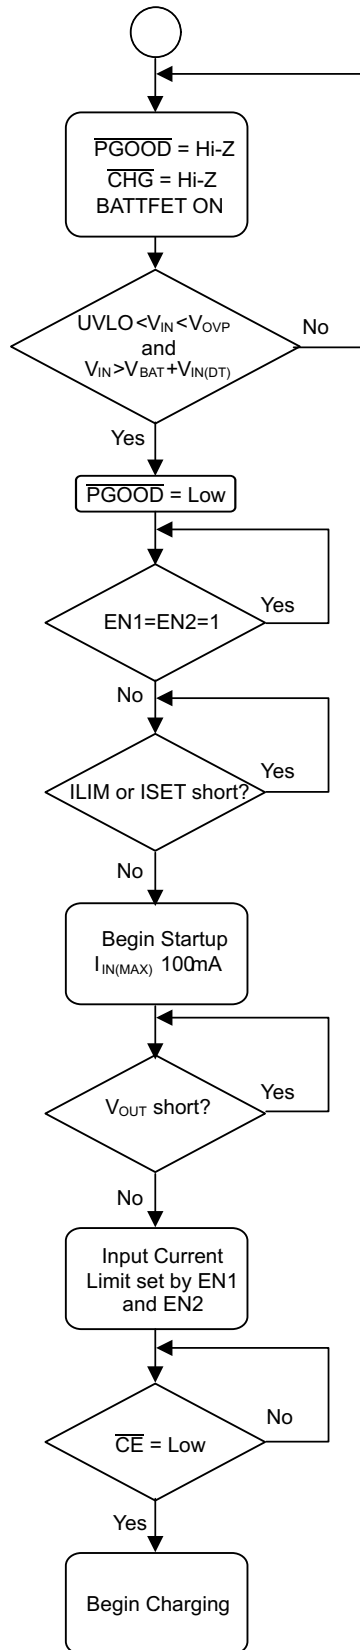 PGOOD = Hi-Z
CHG = Hi-Z
BATTFET ON
UVLO<VIN<VOVP
and
VIN>VBAT+VIN(DT)
No
Yes
PGOOD = Low
EN1=EN2=1
Yes
No
ILIM or ISET short?
Yes
No
Begin Startup
IIN(MAX) 100mA
VOUT short?
Yes
No
Input Current
Limit set by EN1
and EN2
CE = Low
No
Yes
Begin Charging